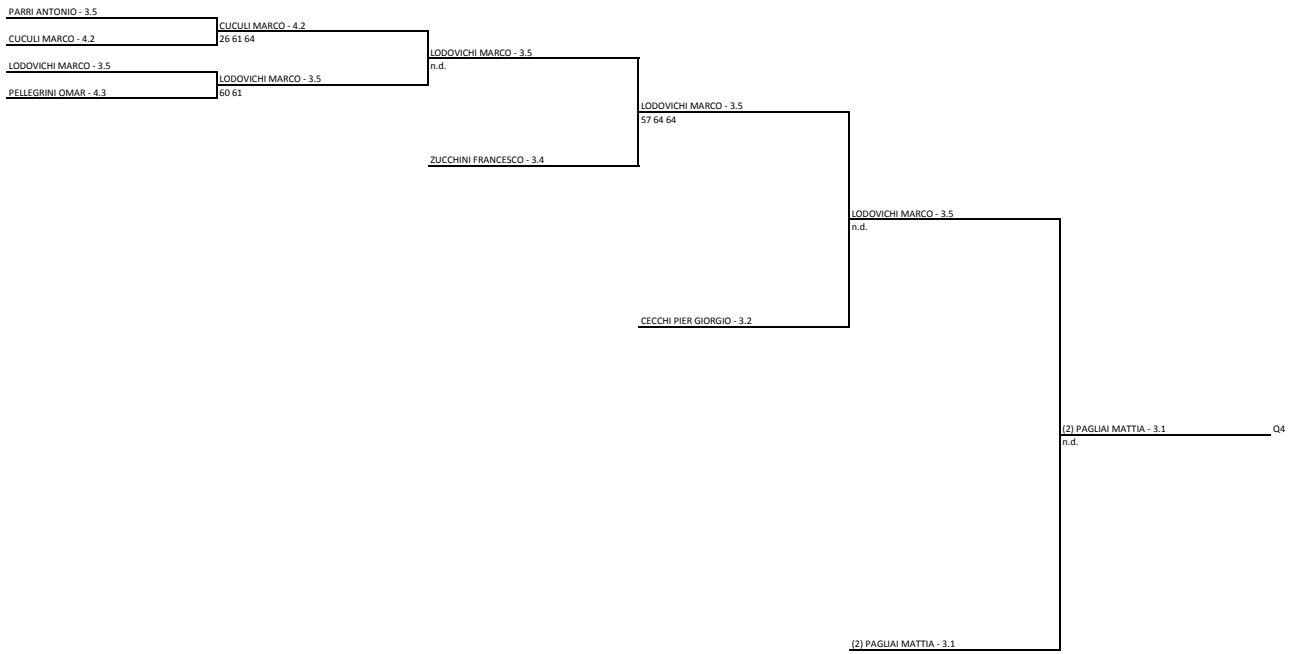 PARRI ANTONIO - 3.5
CUCULI MARCO - 4.2
CUCULI MARCO - 4.2
26 61 64
LODOVICHI MARCO - 3.5
n.d.
LODOVICHI MARCO - 3.5
LODOVICHI MARCO - 3.5
PELLEGRINI OMAR - 4.3
60 61
LODOVICHI MARCO - 3.5
57 64 64
ZUCCHINI FRANCESCO - 3.4
LODOVICHI MARCO - 3.5
n.d.
CECCHI PIER GIORGIO - 3.2
(2) PAGLIAI MATTIA - 3.1 Q4
n.d.
(2) PAGLIAI MATTIA - 3.1